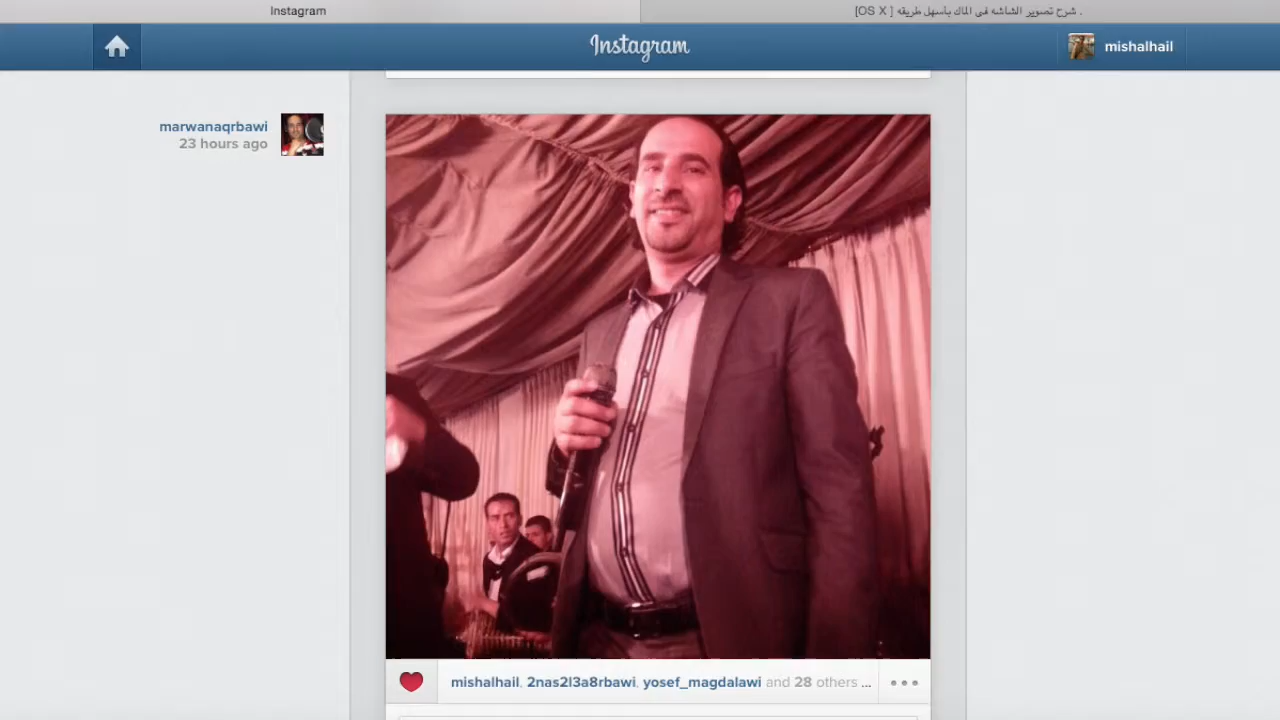 Instagram
شرح تصوير الشاشه في الماك بأسهل طريقه [ OS X] .
Instagram
mishalhail
marwanaqrbawi
23 hours ago
mishalhail, 2nas2l3a8rbawi, yosef_magdalawi and 28 others ...